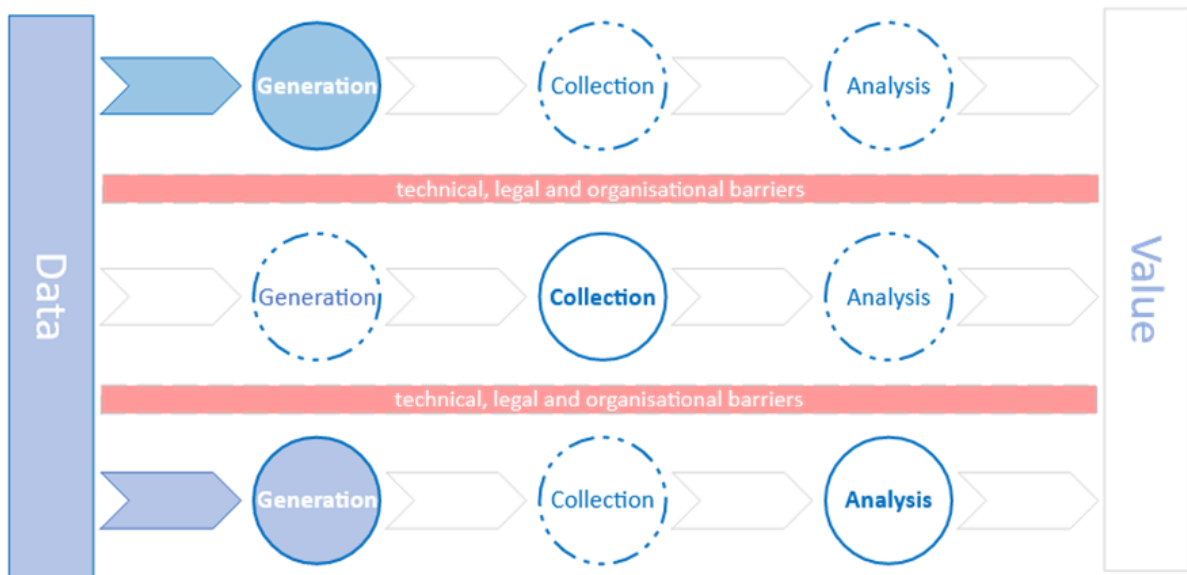 Data
Generation
Collection
Analysis
technical, legal and organisational barriers
Generation
Collection
Analysis
technical, legal and organisational barriers
Generation
Collection
Analysis
Value